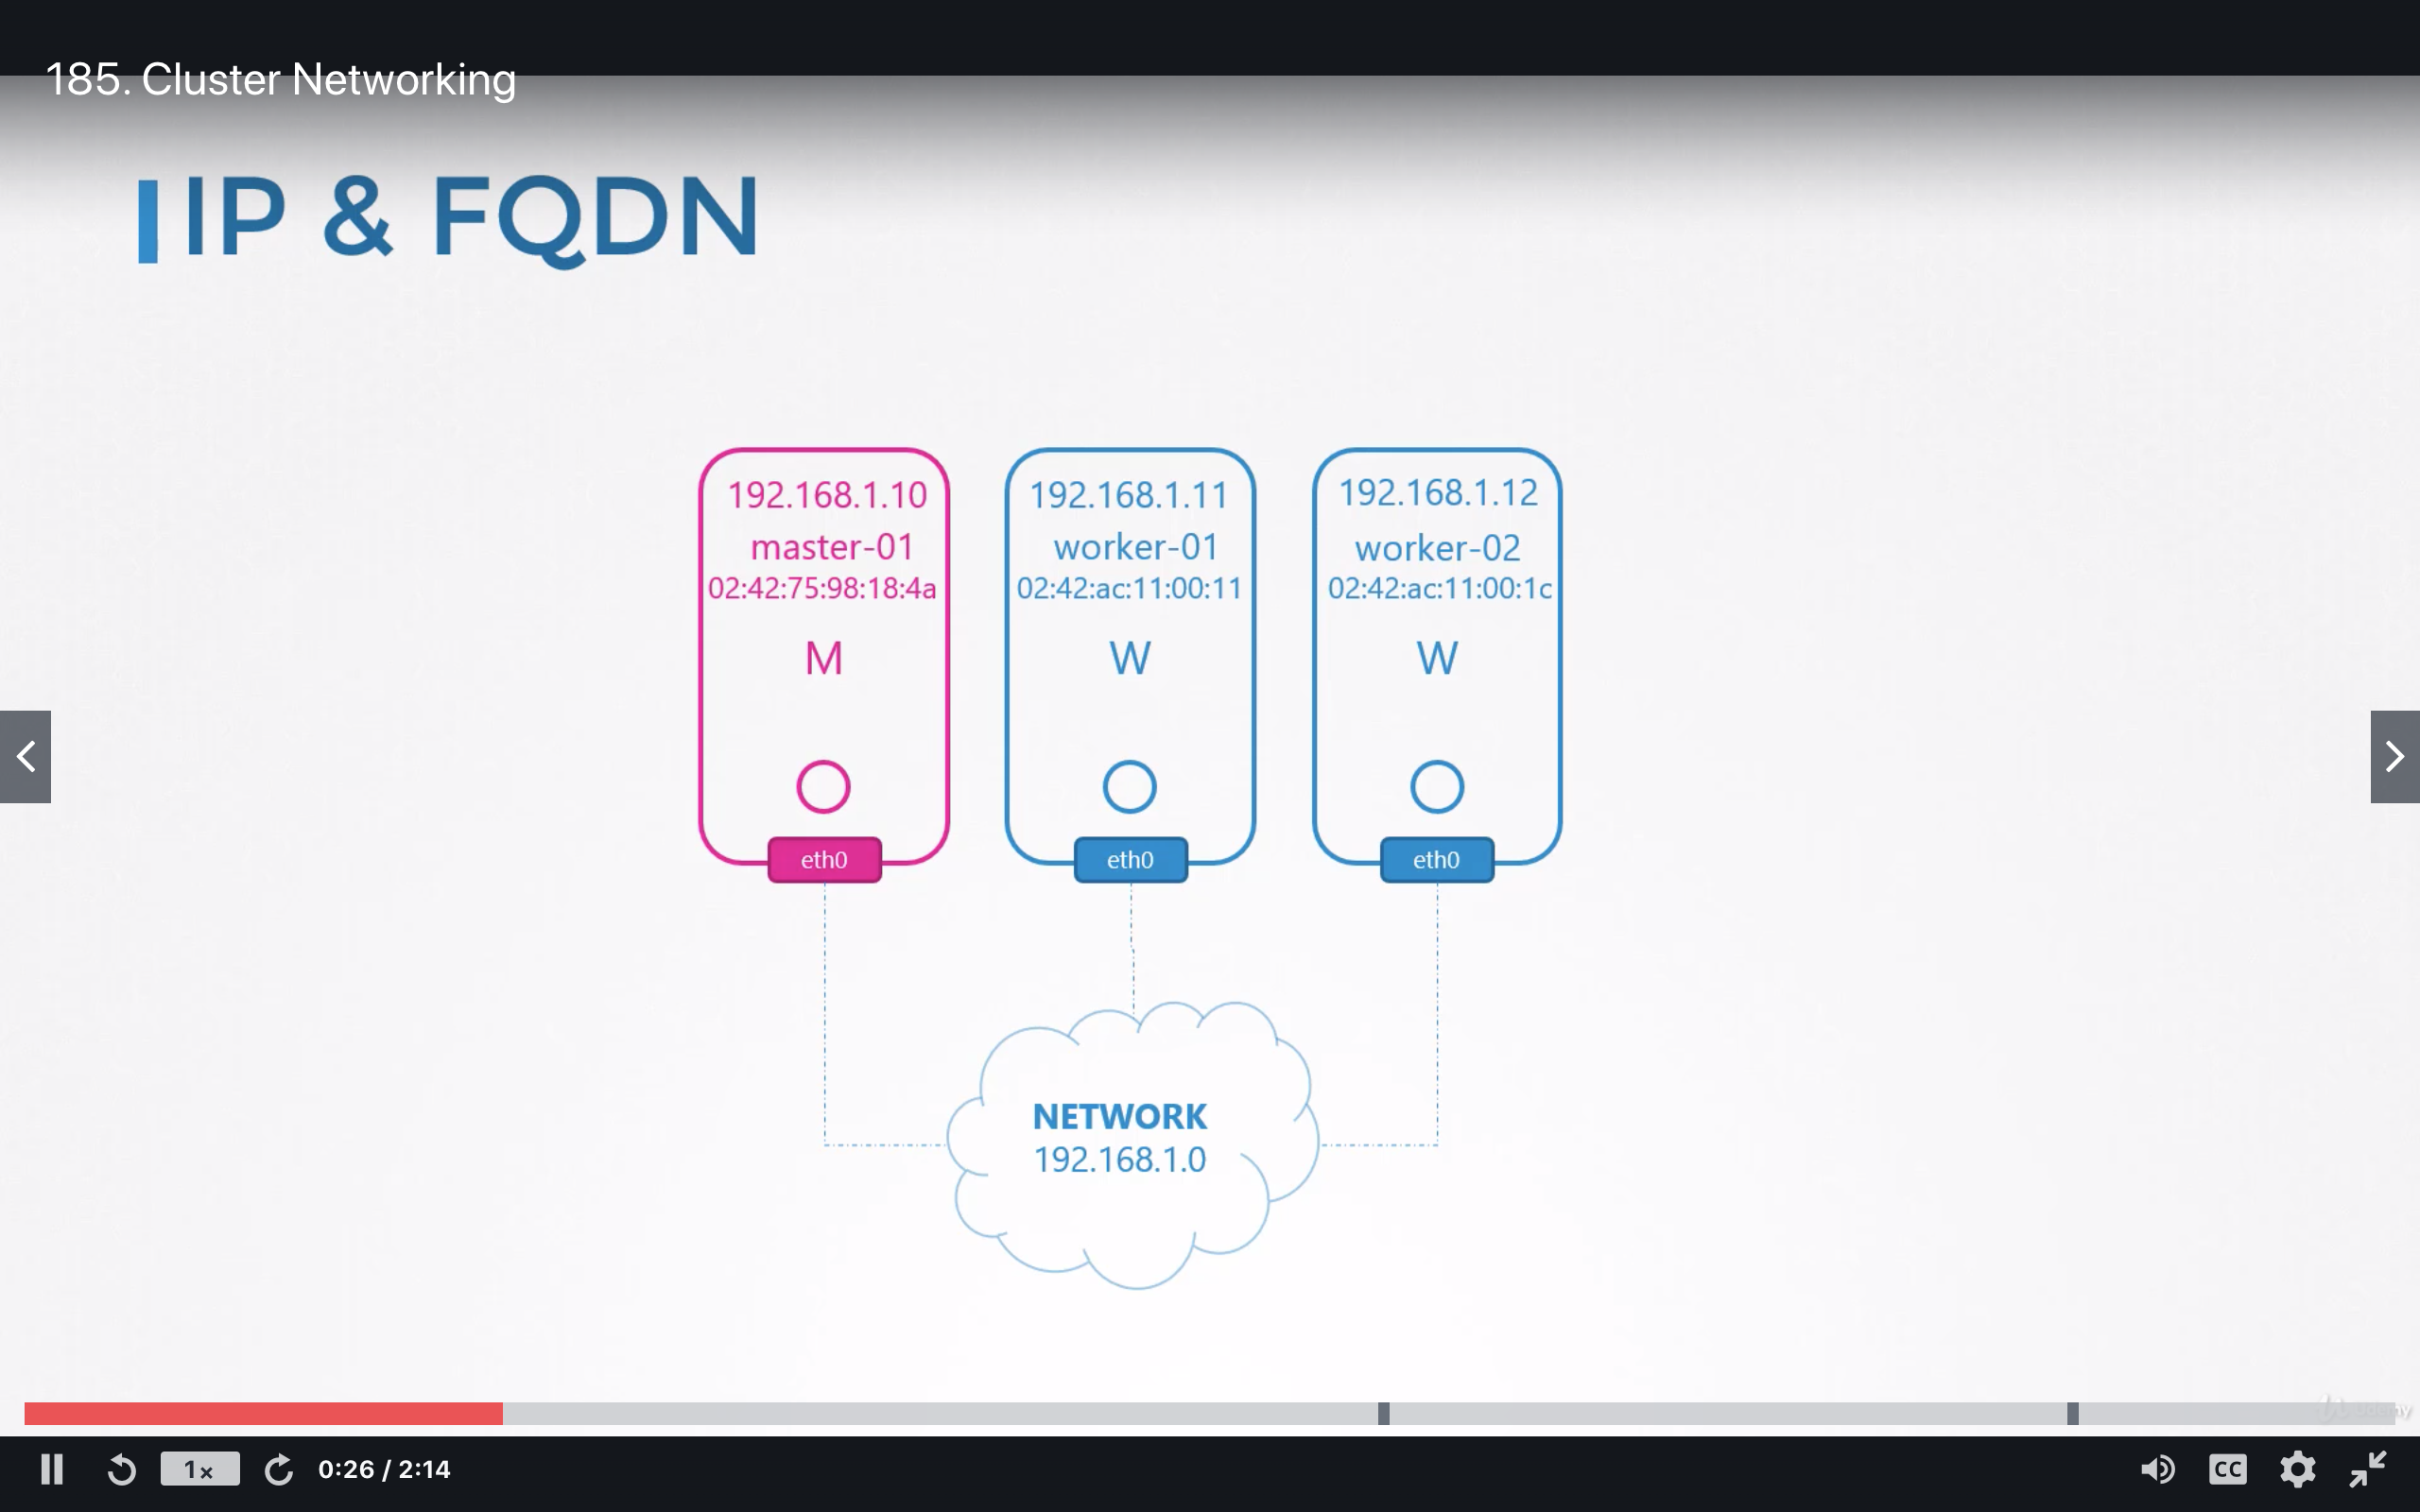 185. Cluster Networking
IP & FQDN
192.168.1.10
master-01
02:42:75:98:18:4a
M
eth0
192.168.1.11
worker-01
02:42:ac:11:00:11
W
eth0
192.168.1.12
worker-02
02:42:ac:11:00:1c
W
eth0
NETWORK
192.168.1.0
1x
0:26 / 2:14
CC